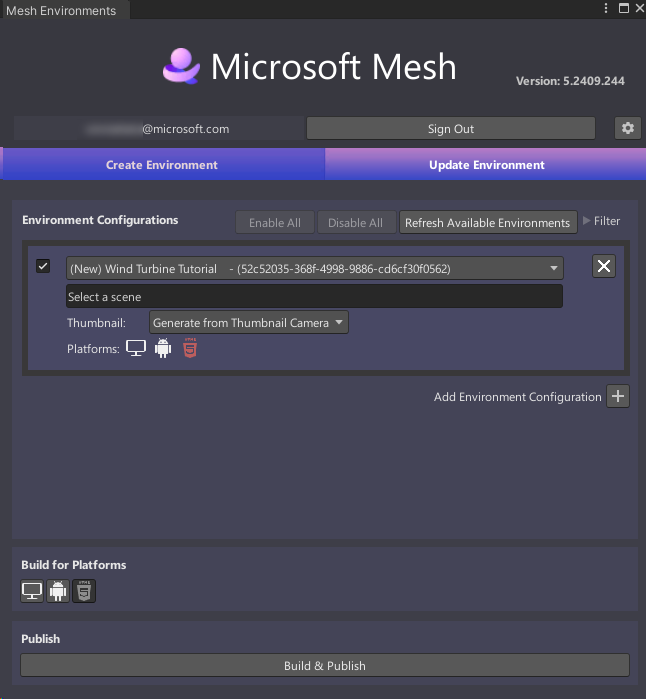 Mesh Environments
Microsoft Mesh
Version: 5.2409.244
@microsoft.com
Sign Out
Create Environment
Update Environment
Environment Configurations
Enable All
Disable All
Refresh Available Environments
Filter
(New) Wind Turbine Tutorial - (52c52035-368f-4998-9886-cd6cf30f0562)
Select a scene
Thumbnail:
Generate from Thumbnail Camera
Platforms:
Add Environment Configuration
Build for Platforms
Publish
Build & Publish